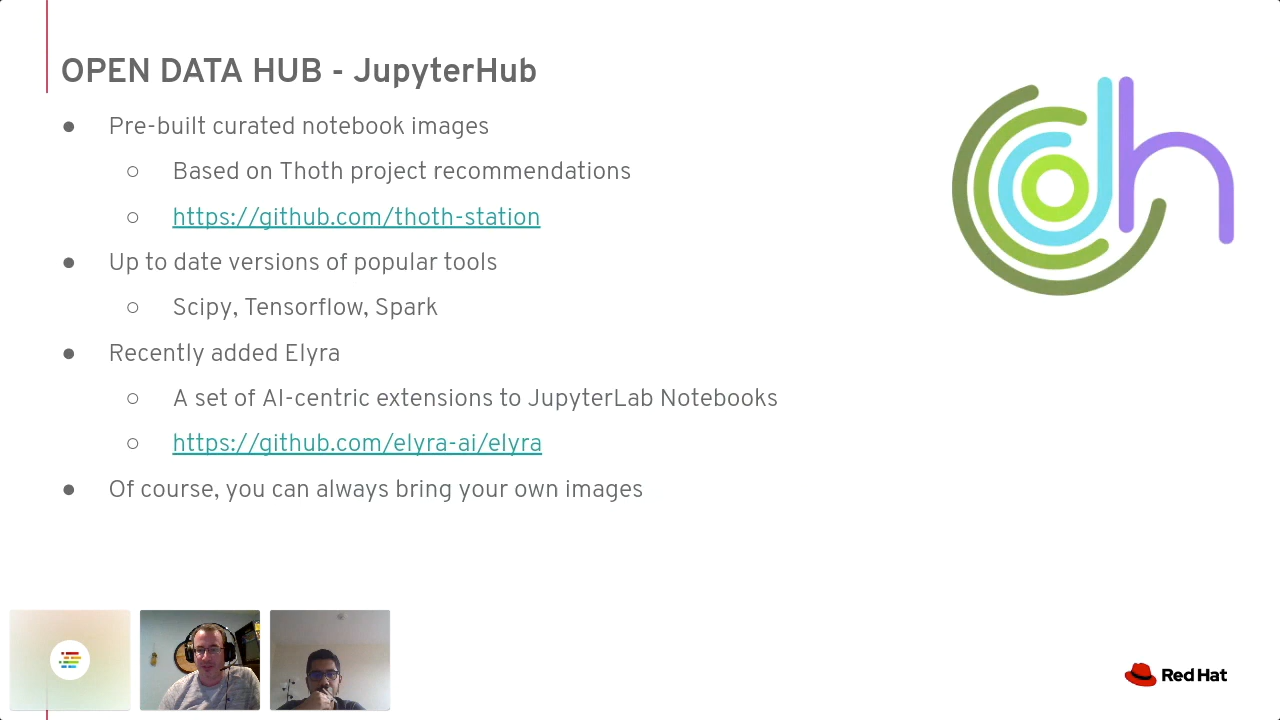 OPEN DATA HUB - JupyterHub
● Pre-built curated notebook images
○ Based on Thoth project recommendations
○ https://github.com/thoth-station
● Up to date versions of popular tools
○ Scipy, Tensorflow, Spark
● Recently added Elyra
○ A set of AI-centric extensions to JupyterLab Notebooks
○ https://github.com/elyra-ai/elyra
● Of course, you can always bring your own images
odh
Red Hat